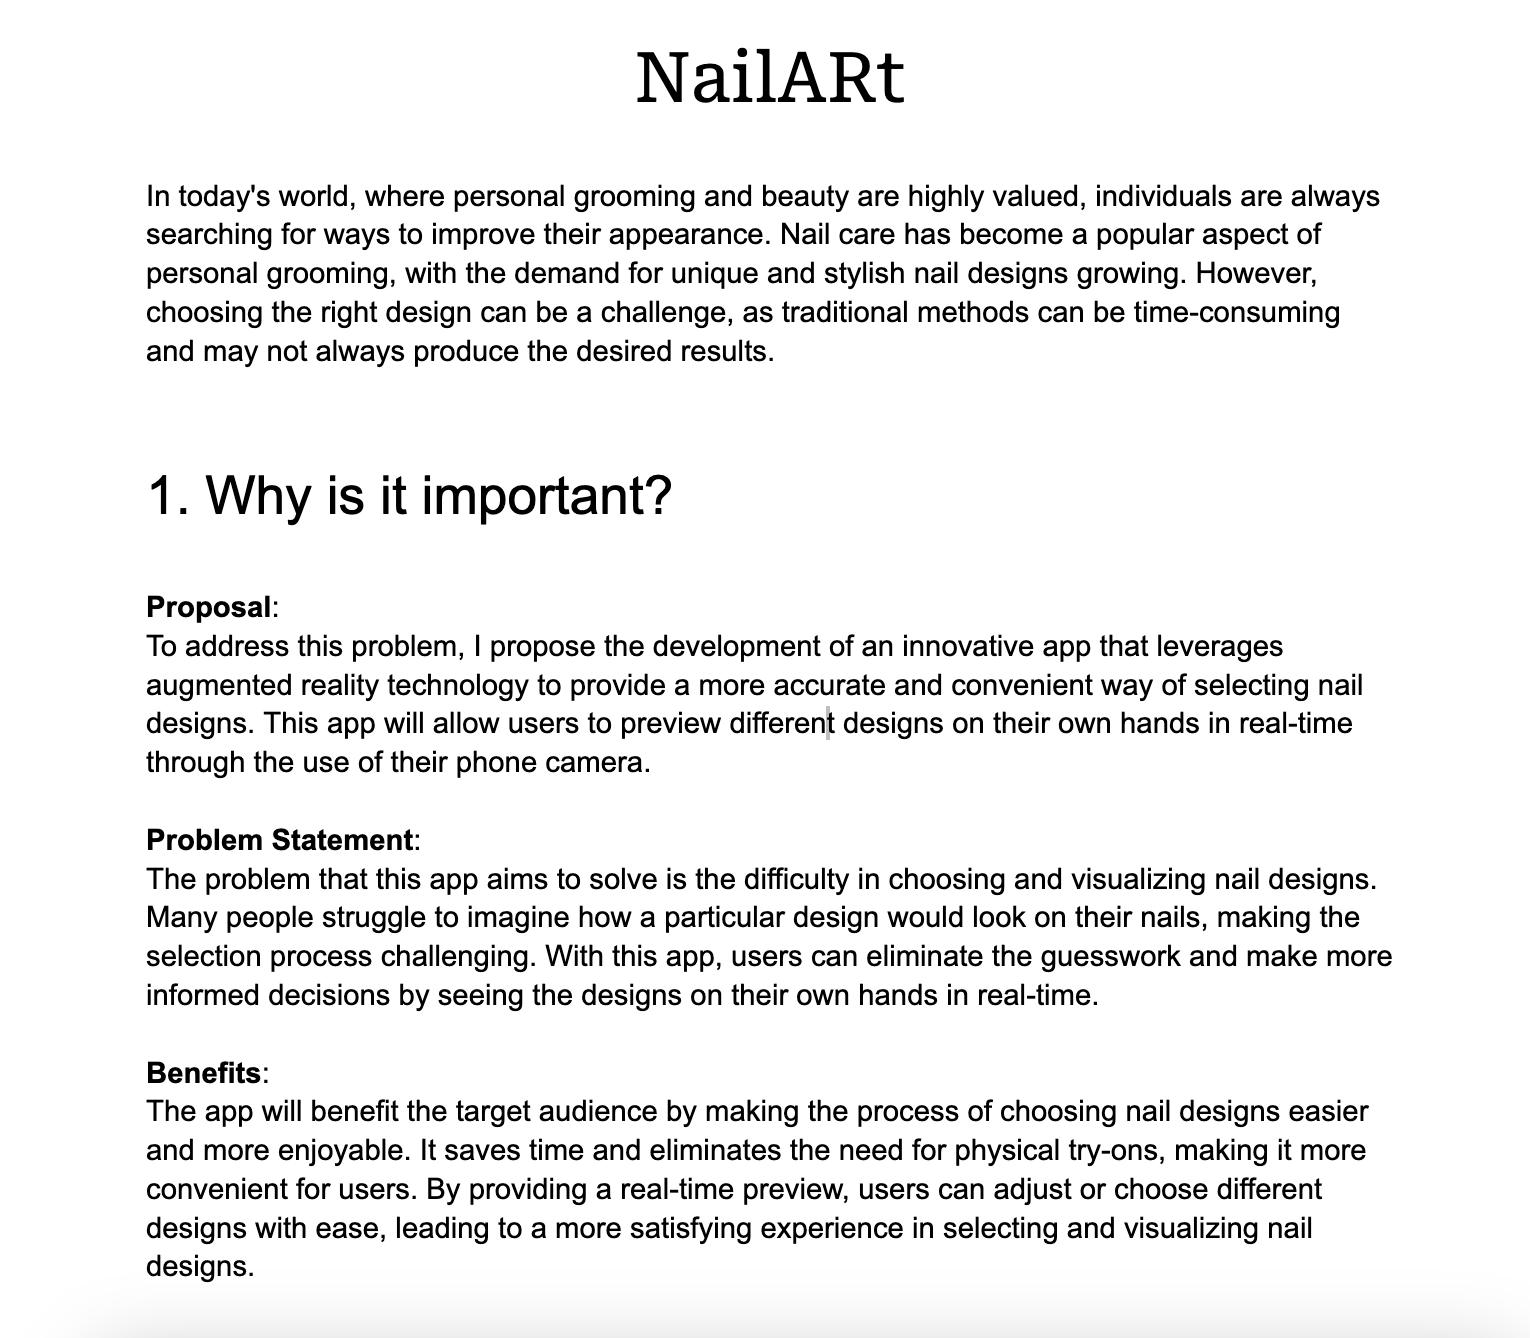 NailARt
In today's world, where personal grooming and beauty are highly valued, individuals are always
searching for ways to improve their appearance. Nail care has become a popular aspect of
personal grooming, with the demand for unique and stylish nail designs growing. However,
choosing the right design can be a challenge, as traditional methods can be time-consuming
and may not always produce the desired results.
1. Why is it important?
Proposal:
To address this problem, I propose the development of an innovative app that leverages
augmented reality technology to provide a more accurate and convenient way of selecting nail
designs. This app will allow users to preview different designs on their own hands in real-time
through the use of their phone camera.
Problem Statement:
The problem that this app aims to solve is the difficulty in choosing and visualizing nail designs.
Many people struggle to imagine how a particular design would look on their nails, making the
selection process challenging. With this app, users can eliminate the guesswork and make more
informed decisions by seeing the designs on their own hands in real-time.
Benefits:
The app will benefit the target audience by making the process of choosing nail designs easier
and more enjoyable. It saves time and eliminates the need for physical try-ons, making it more
convenient for users. By providing a real-time preview, users can adjust or choose different
designs with ease, leading to a more satisfying experience in selecting and visualizing nail
designs.